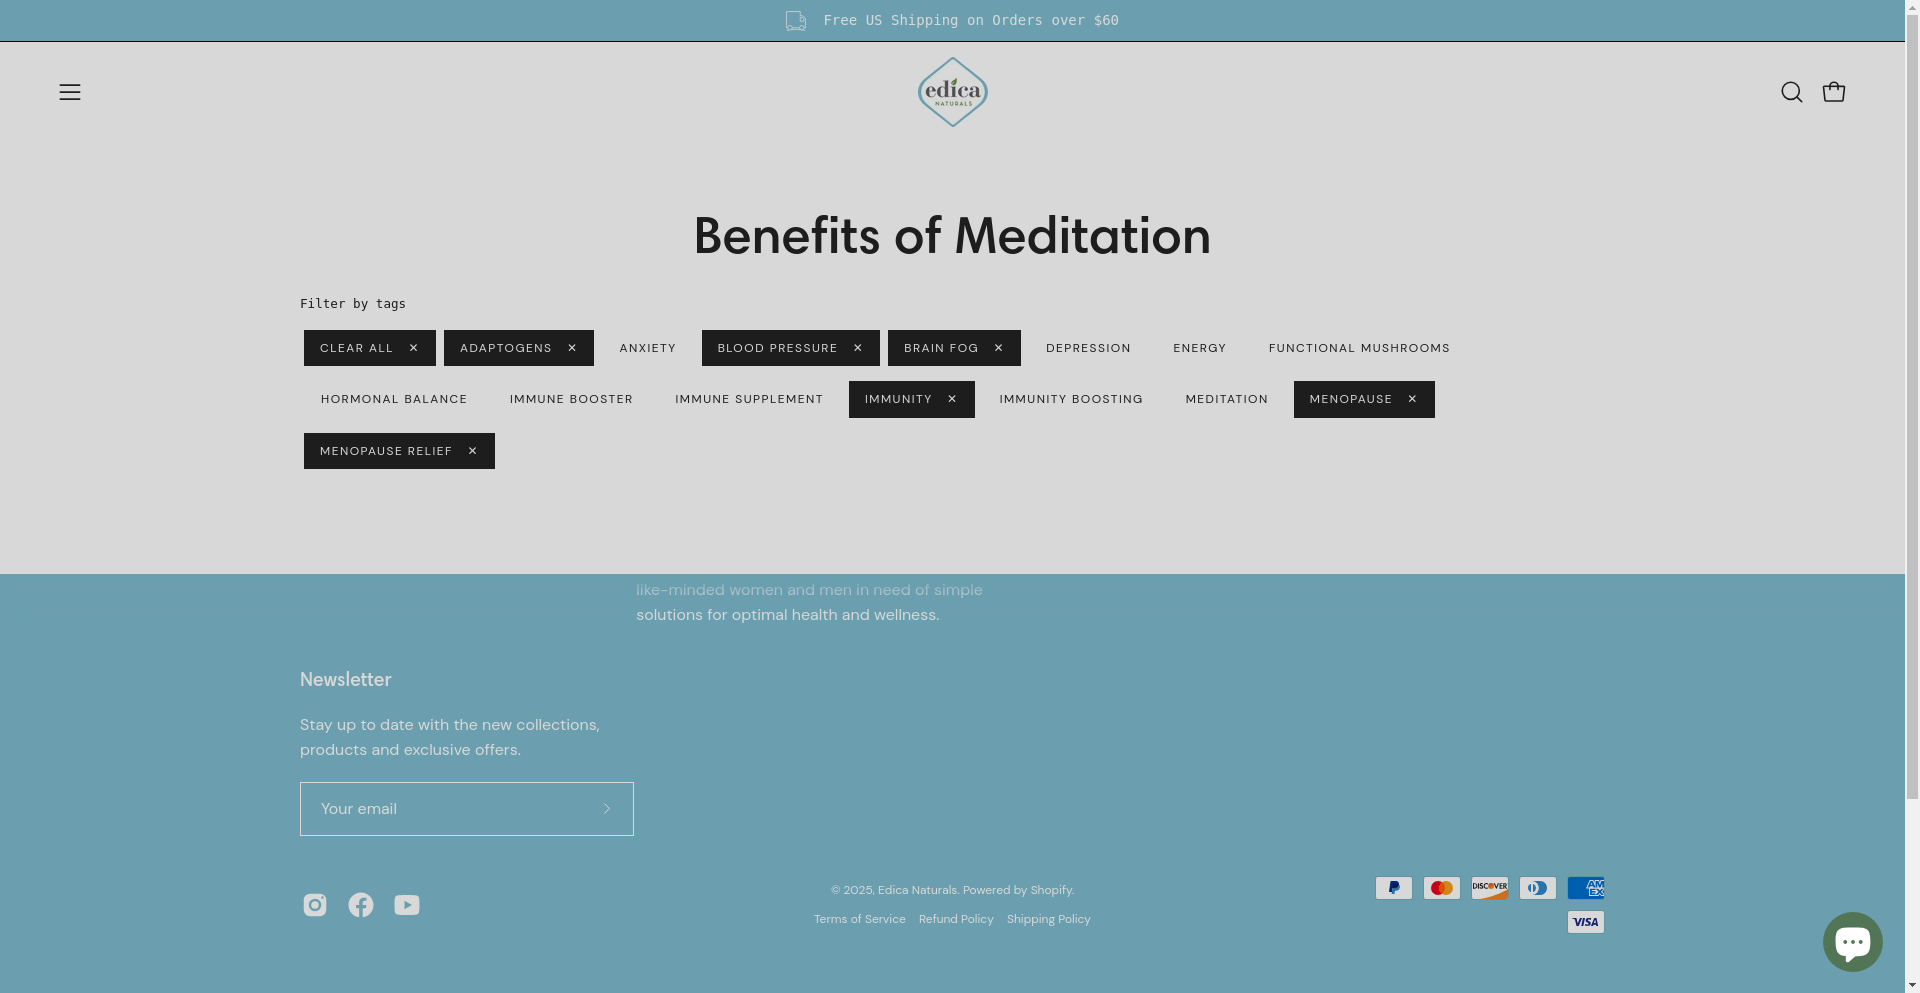 Free US Shipping on Orders over $60
edica
NATURALS
Benefits of Meditation
Filter by tags
CLEAR ALL ✕ ADAPTOGENS ✕ ANXIETY BLOOD PRESSURE ✕ BRAIN FOG ✕ DEPRESSION ENERGY FUNCTIONAL MUSHROOMS
HORMONAL BALANCE IMMUNE BOOSTER IMMUNE SUPPLEMENT IMMUNITY ✕ IMMUNITY BOOSTING MEDITATION MENOPAUSE ✕
MENOPAUSE RELIEF ✕
like-minded women and men in need of simple
solutions for optimal health and wellness.
Newsletter
Stay up to date with the new collections,
products and exclusive offers.
Your email
© 2025, Edica Naturals. Powered by Shopify.
Terms of Service Refund Policy Shipping Policy
DISCOVER
AM
EX
VISA